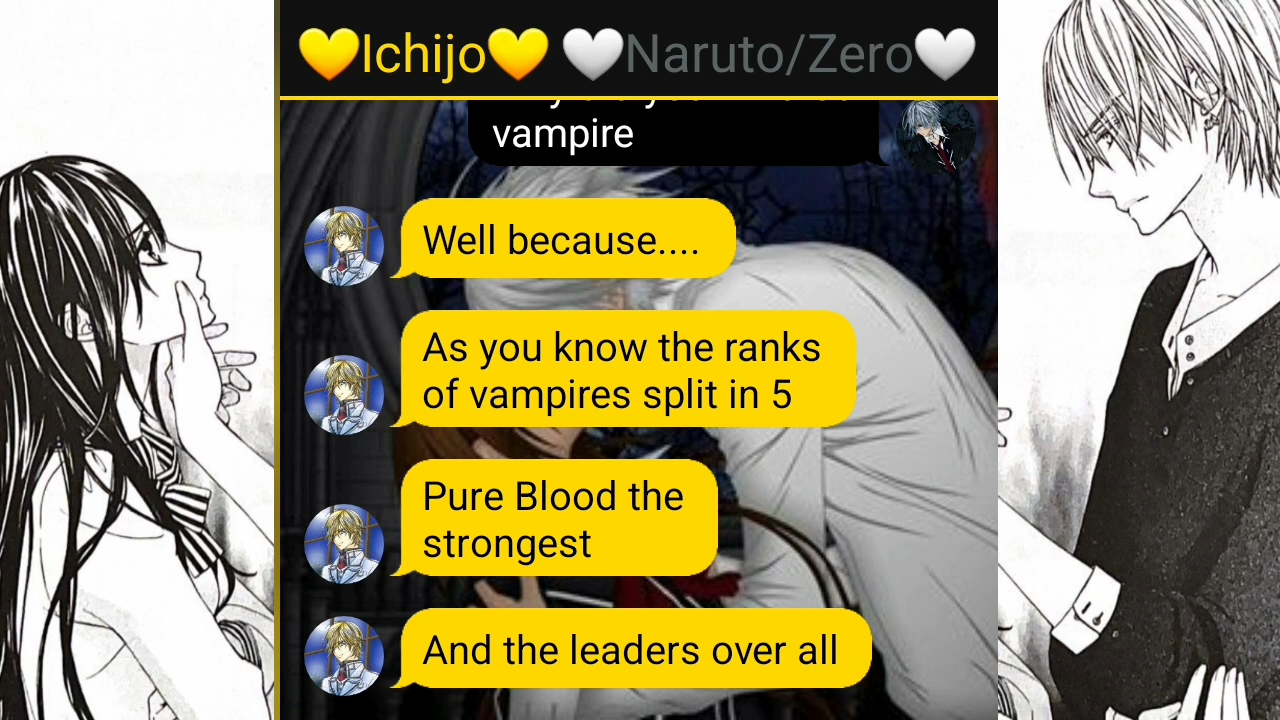 💛Ichijo💛 🤍Naruto/Zero🤍
vampire
Well because....
As you know the ranks
of vampires split in 5
Pure Blood the
strongest
And the leaders over all